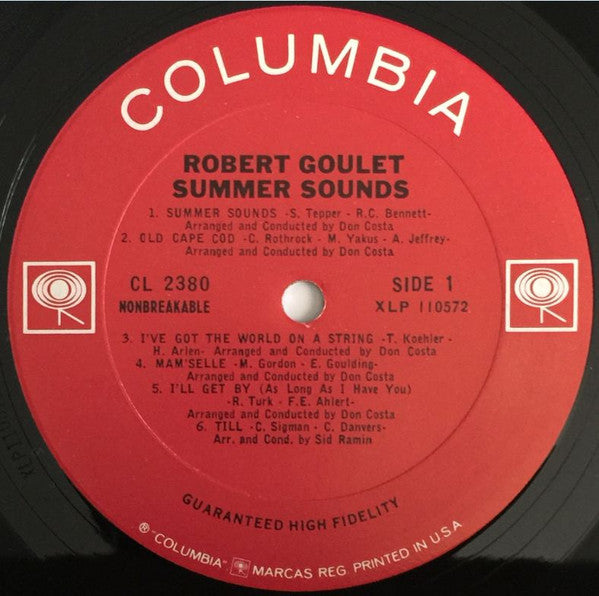 COLUMBIA
ROBERT GOULET
SUMMER SOUNDS
1. SUMMER SOUNDS -S. Tepper - R.C. Bennett-
Arranged and Conducted by Don Costa
2. OLD CAPE COD -C. Rothrock - M. Yakus - A. Jeffrey-
Arranged and Conducted by Don Costa
CL 2380
NONBREAKABLE
SIDE 1
XLP 110572
3. I'VE GOT THE WORLD ON A STRING -T. Koehler -
H. Arlen- Arranged and Conducted by Don Costa
4. MAM'SELLE -M. Gordon - E. Goulding-
Arranged and Conducted by Don Costa
5. I'LL GET BY (As Long As I Have You)
-R. Turk - F.E. Ahlert-
Arranged and Conducted by Don Costa
6. TILL -C. Sigman - C. Danvers-
Arr. and Cond. by Sid Ramin
GUARANTEED HIGH FIDELITY
® "COLUMBIA" MARCAS REG. PRINTED IN U.S.A.